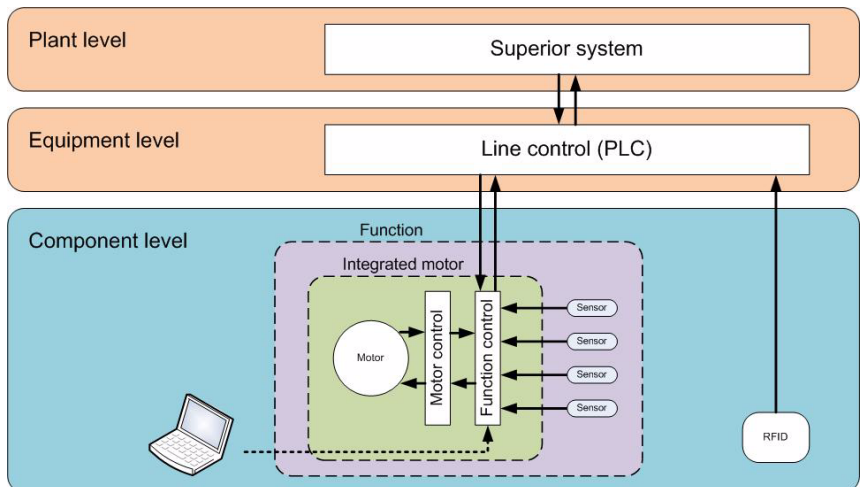 Plant level
Superior system
Equipment level
Line control (PLC)
Component level
Function
Integrated motor
Motor
Motor control
Function control
Sensor
Sensor
Sensor
Sensor
RFID